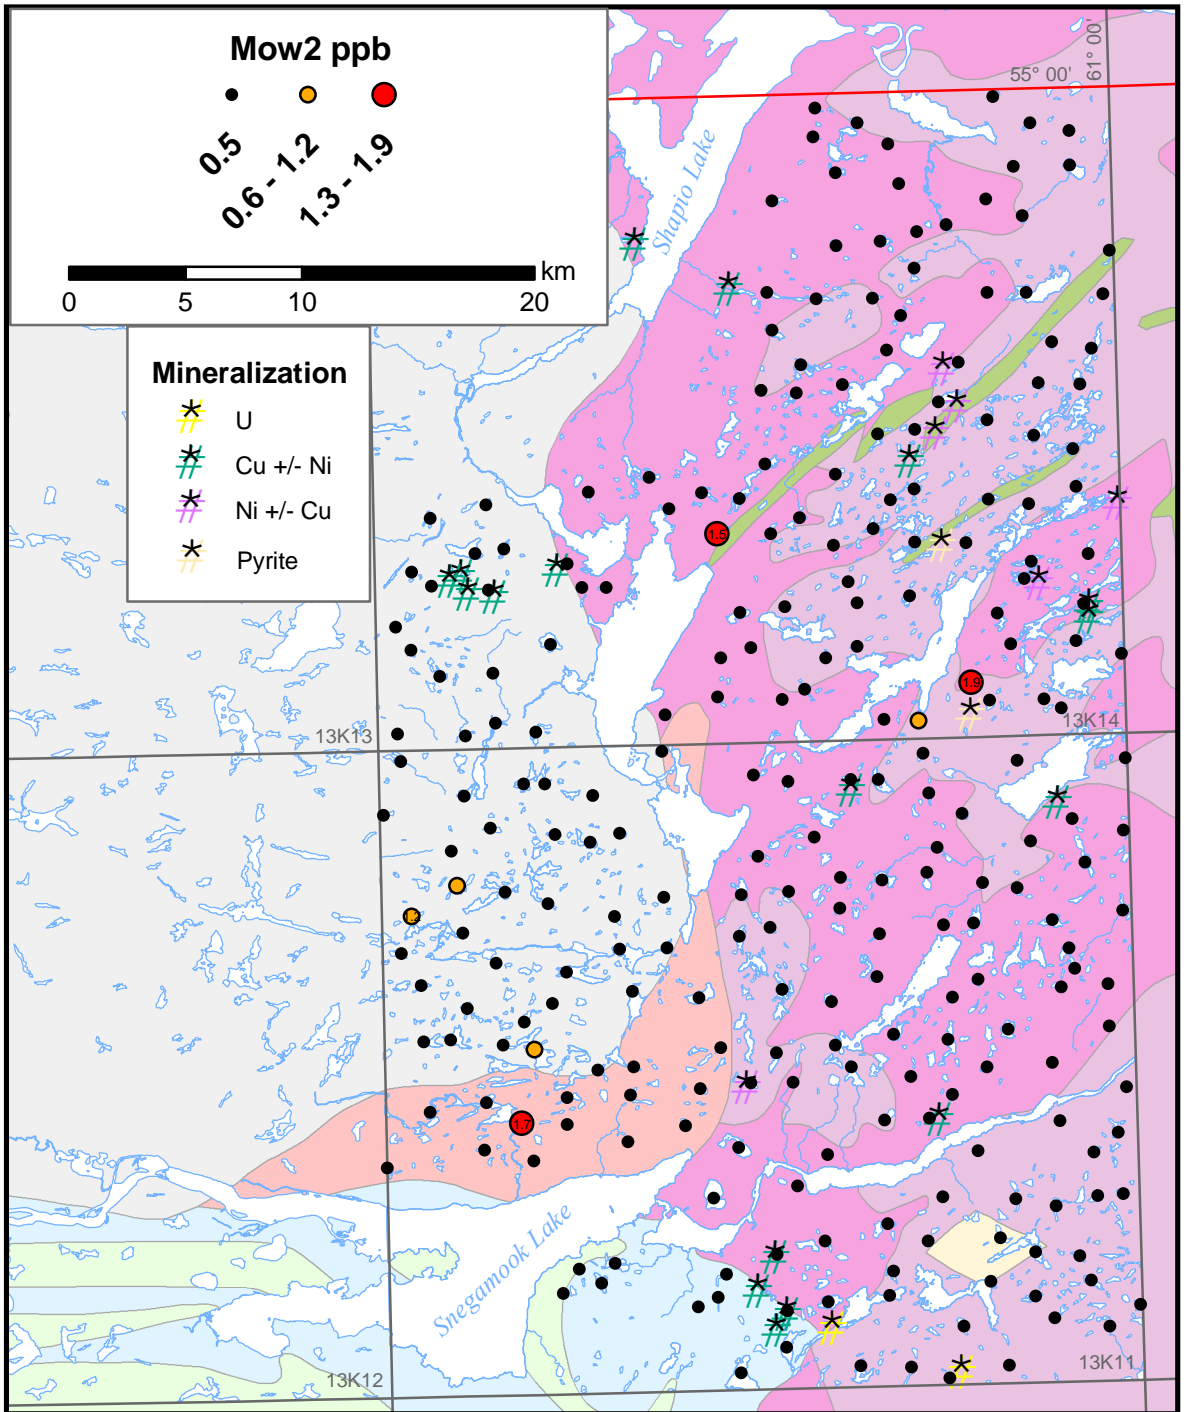 Mow2 ppb
0.5
0.6 - 1.2
1.3 - 1.9
km
0
5
10
20
Mineralization
U
Cu +/- Ni
Ni +/- Cu
Pyrite
55° 00'
61° 00'
Shapio Lake
1.5
1.9
13K13
13K14
1.2
1.7
Snegamook Lake
13K12
13K11